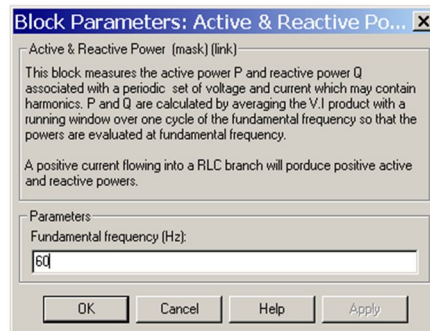 Block Parameters: Active & Reactive Po...
Active & Reactive Power (mask) (link)
This block measures the active power P and reactive power Q
associated with a periodic set of voltage and current which may contain
harmonics. P and Q are calculated by averaging the V.I product with a
running window over one cycle of the fundamental frequency so that the
powers are evaluated at fundamental frequency.
A positive current flowing into a RLC branch will porduce positive active
and reactive powers.
Parameters
Fundamental frequency (Hz):
60
OK Cancel Help Apply